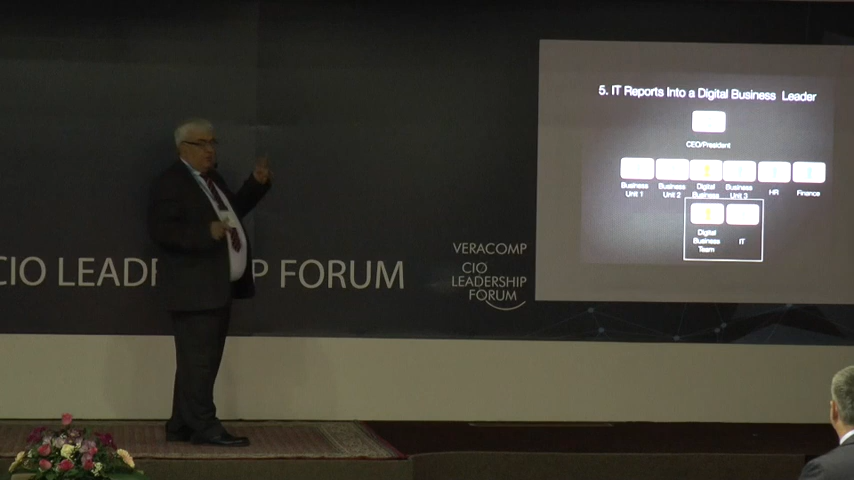 5. IT Reports Into a Digital Business Leader
CEO/President
Business Unit 1
Business Unit 2
Digital Business
Business Unit 3
HR
Finance
Digital Business Team
IT
CIO LEADER
P FORUM
VERACOMP
CIO
LEADERSHIP
FORUM